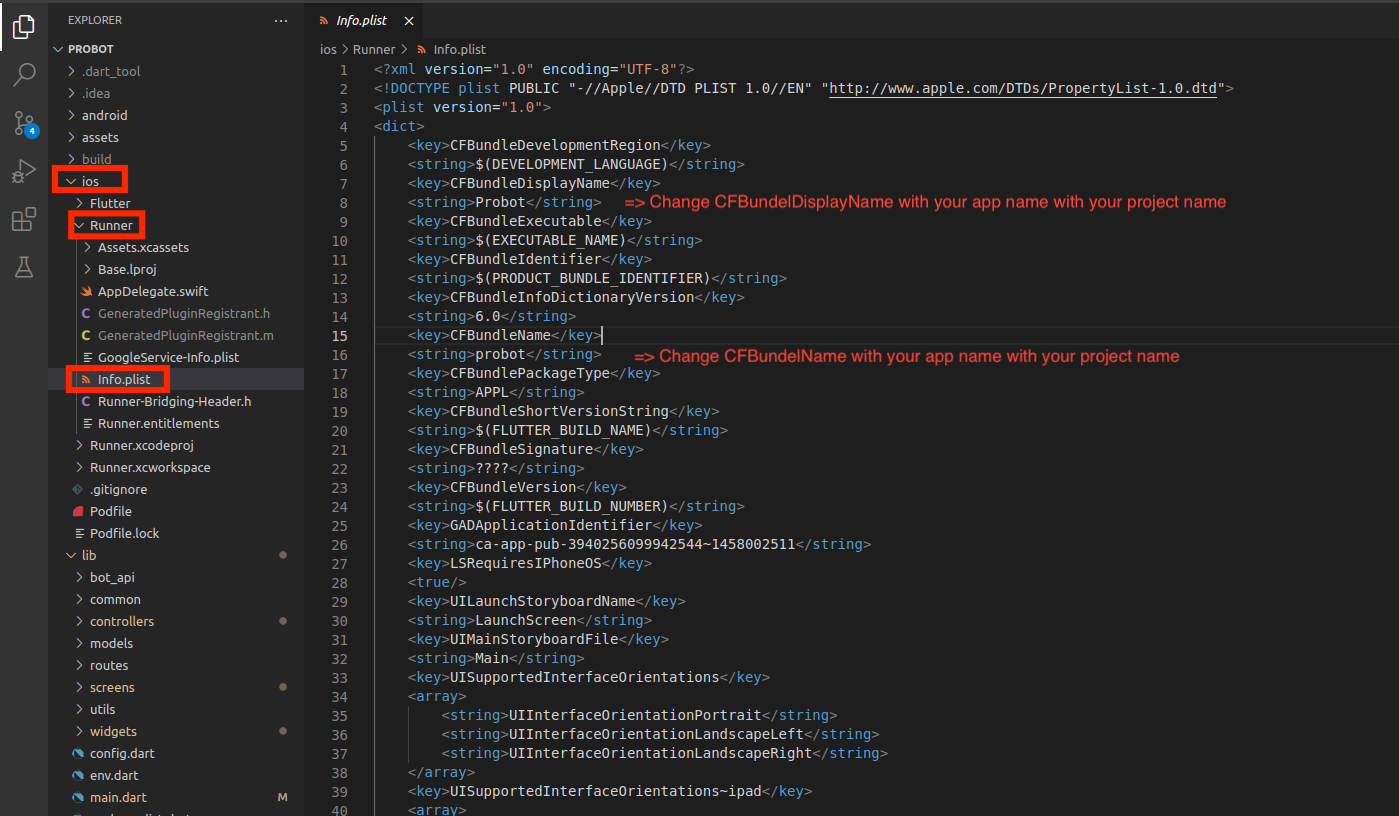 EXPLORER
...
PROBOT
.dart_tool
.idea
android
assets
build
ios
Flutter
Runner
Assets.xcassets
Base.lproj
AppDelegate.swift
C GeneratedPluginRegistrant.h
C GeneratedPluginRegistrant.m
GoogleService-Info.plist
Info.plist
C Runner-Bridging-Header.h
Runner.entitlements
Runner.xcodeproj
Runner.xcworkspace
.gitignore
Podfile
Podfile.lock
lib
bot_api
common
controllers
models
routes
screens
utils
widgets
config.dart
env.dart
main.dart M
4
Info.plist
ios > Runner > Info.plist
1 <?xml version="1.0" encoding="UTF-8"?>
2 <!DOCTYPE plist PUBLIC "-//Apple//DTD PLIST 1.0//EN" "http://www.apple.com/DTDs/PropertyList-1.0.dtd">
3 <plist version="1.0">
4 <dict>
5 <key>CFBundleDevelopmentRegion</key>
6 <string>$(DEVELOPMENT_LANGUAGE)</string>
7 <key>CFBundleDisplayName</key>
8 <string>Probot</string> => Change CFBundelDisplayName with your app name with your project name
9 <key>CFBundleExecutable</key>
10 <string>$(EXECUTABLE_NAME)</string>
11 <key>CFBundleIdentifier</key>
12 <string>$(PRODUCT_BUNDLE_IDENTIFIER)</string>
13 <key>CFBundleInfoDictionaryVersion</key>
14 <string>6.0</string>
15 <key>CFBundleName</key>
16 <string>probot</string> => Change CFBundelName with your app name with your project name
17 <key>CFBundlePackageType</key>
18 <string>APPL</string>
19 <key>CFBundleShortVersionString</key>
20 <string>$(FLUTTER_BUILD_NAME)</string>
21 <key>CFBundleSignature</key>
22 <string>????</string>
23 <key>CFBundleVersion</key>
24 <string>$(FLUTTER_BUILD_NUMBER)</string>
25 <key>GADApplicationIdentifier</key>
26 <string>ca-app-pub-3940256099942544~1458002511</string>
27 <key>LSRequiresIPhoneOS</key>
28 <true/>
29 <key>UILaunchStoryboardName</key>
30 <string>LaunchScreen</string>
31 <key>UIMainStoryboardFile</key>
32 <string>Main</string>
33 <key>UISupportedInterfaceOrientations</key>
34 <array>
35 <string>UIInterfaceOrientationPortrait</string>
36 <string>UIInterfaceOrientationLandscapeLeft</string>
37 <string>UIInterfaceOrientationLandscapeRight</string>
38 </array>
39 <key>UISupportedInterfaceOrientations~ipad</key>
40 <array>